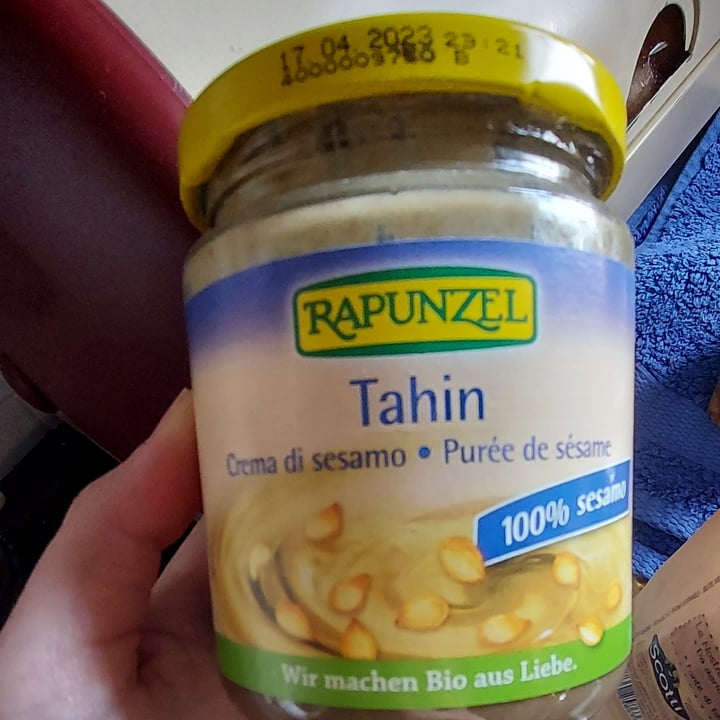 17 04 2023 23:21
RAPUNZEL
Tahin
Crema di sesamo • Purée de sésame
100% sesamo
Wir machen Bio aus Liebe.
Scotti